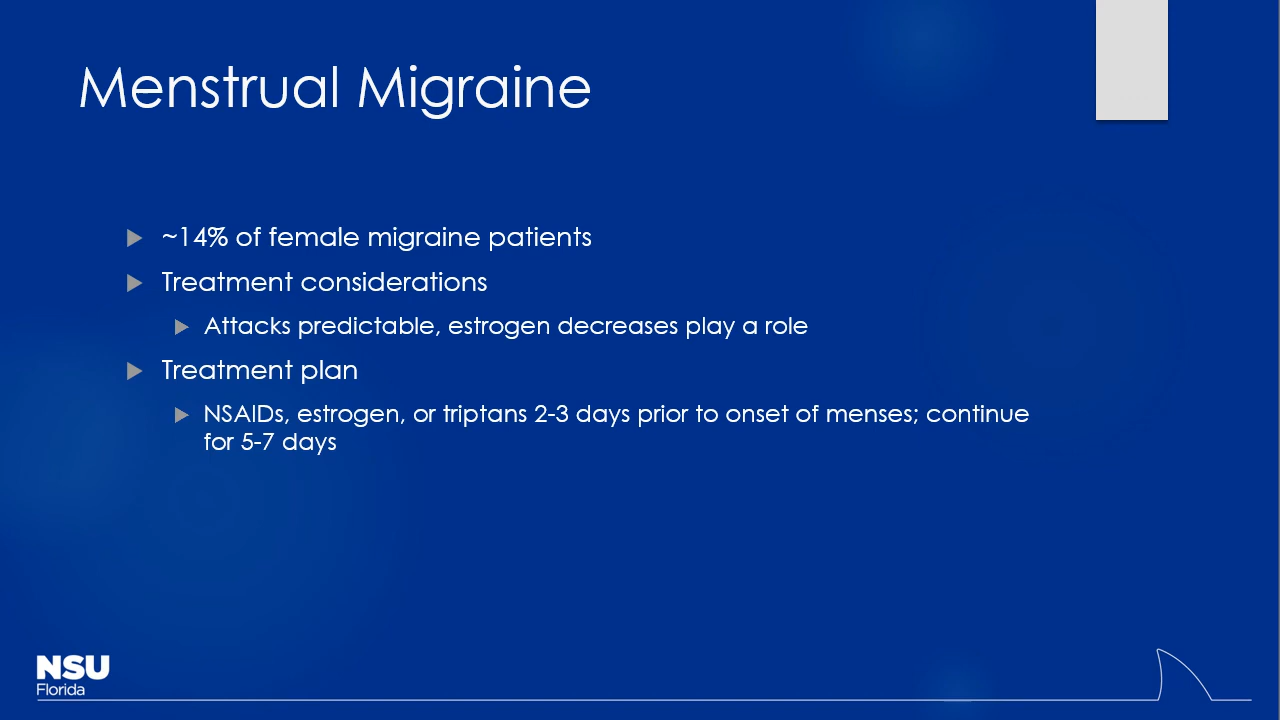 Menstrual Migraine
~14% of female migraine patients
Treatment considerations
Attacks predictable, estrogen decreases play a role
Treatment plan
NSAIDs, estrogen, or triptans 2-3 days prior to onset of menses; continue
for 5-7 days
NSU
Florida